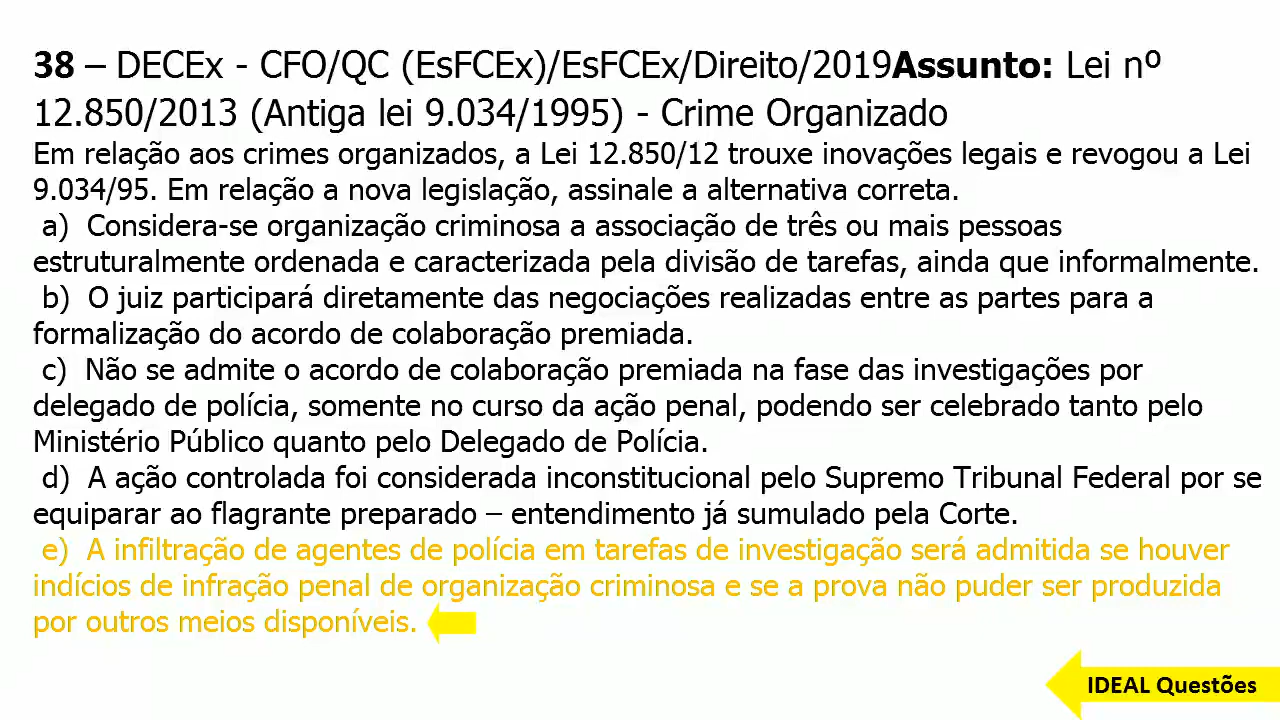 38 – DECEx - CFO/QC (EsFCEx)/EsFCEx/Direito/2019Assunto: Lei nº
12.850/2013 (Antiga lei 9.034/1995) - Crime Organizado
Em relação aos crimes organizados, a Lei 12.850/12 trouxe inovações legais e revogou a Lei
9.034/95. Em relação a nova legislação, assinale a alternativa correta.
a) Considera-se organização criminosa a associação de três ou mais pessoas
estruturalmente ordenada e caracterizada pela divisão de tarefas, ainda que informalmente.
b) O juiz participará diretamente das negociações realizadas entre as partes para a
formalização do acordo de colaboração premiada.
c) Não se admite o acordo de colaboração premiada na fase das investigações por
delegado de polícia, somente no curso da ação penal, podendo ser celebrado tanto pelo
Ministério Público quanto pelo Delegado de Polícia.
d) A ação controlada foi considerada inconstitucional pelo Supremo Tribunal Federal por se
equiparar ao flagrante preparado – entendimento já sumulado pela Corte.
e) A infiltração de agentes de polícia em tarefas de investigação será admitida se houver
indícios de infração penal de organização criminosa e se a prova não puder ser produzida
por outros meios disponíveis.
IDEAL Questões